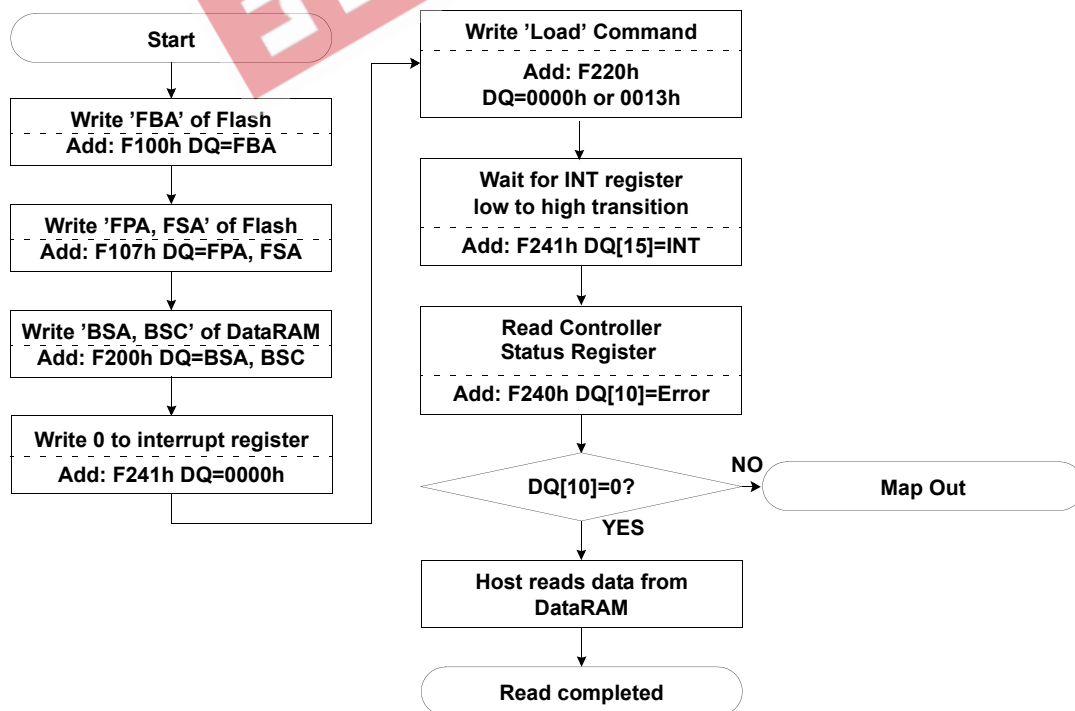 Start
Write 'FBA' of Flash
Add: F100h DQ=FBA
Write 'FPA, FSA' of Flash
Add: F107h DQ=FPA, FSA
Write 'BSA, BSC' of DataRAM
Add: F200h DQ=BSA, BSC
Write 0 to interrupt register
Add: F241h DQ=0000h
Write 'Load' Command
Add: F220h
DQ=0000h or 0013h
Wait for INT register
low to high transition
Add: F241h DQ[15]=INT
Read Controller
Status Register
Add: F240h DQ[10]=Error
DQ[10]=0?
NO
Map Out
YES
Host reads data from
DataRAM
Read completed